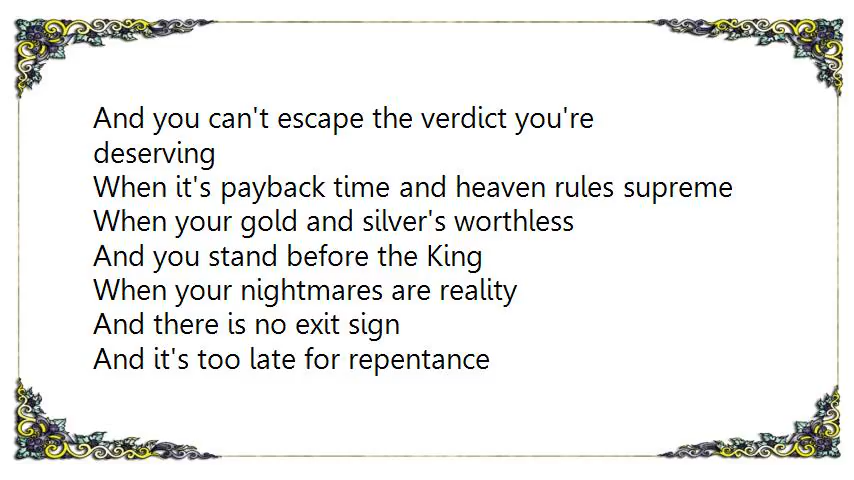 And you can't escape the verdict you're
deserving
When it's payback time and heaven rules supreme
When your gold and silver's worthless
And you stand before the King
When your nightmares are reality
And there is no exit sign
And it's too late for repentance